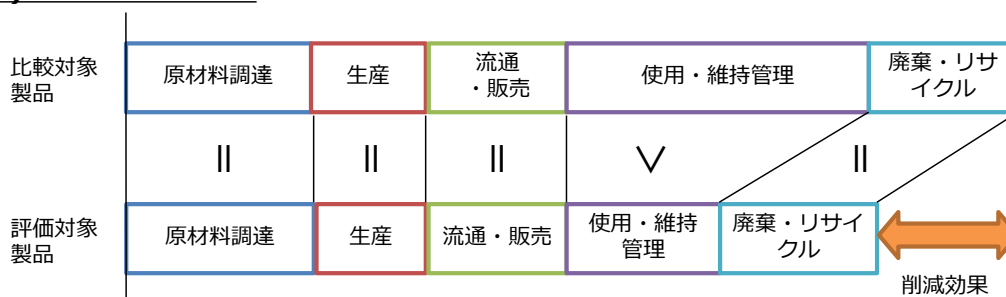 比較対象
製品
原材料調達
生産
流通
・販売
使用・維持管理
廃棄・リサ
イクル
||
||
||
∨
||
評価対象
製品
原材料調達
生産
流通・販売
使用・維持
管理
廃棄・リサイ
クル
削減効果